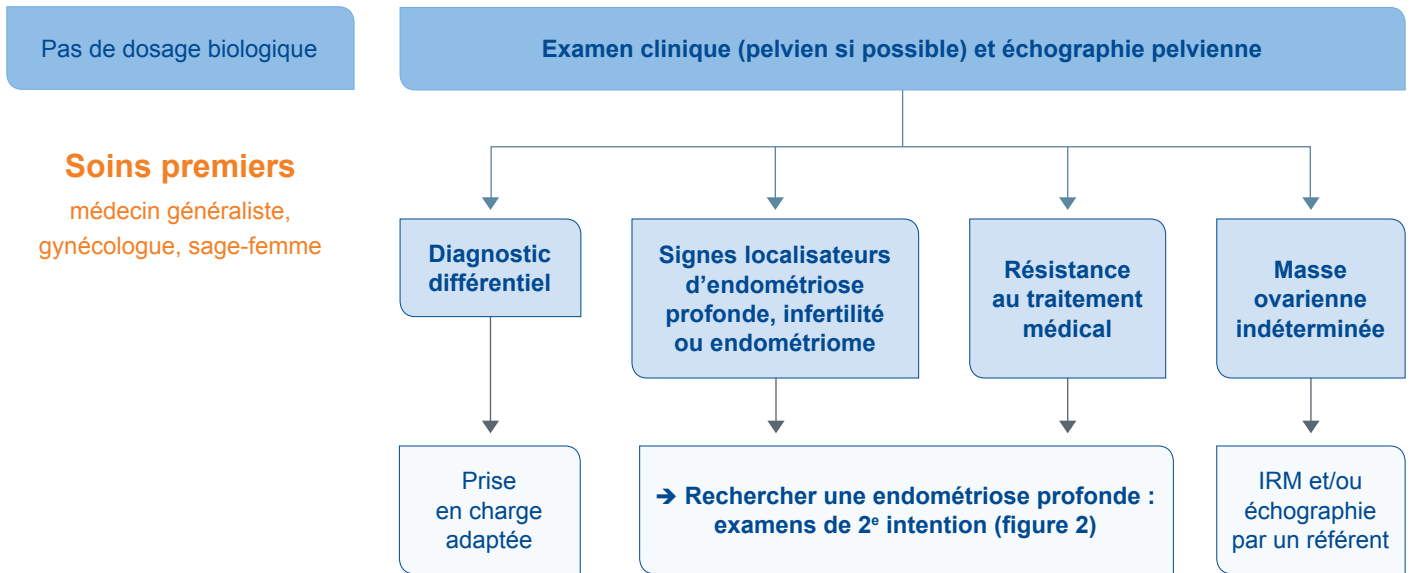 Pas de dosage biologique
Examen clinique (pelvien si possible) et échographie pelvienne
Soins premiers
médecin généraliste,
gynécologue, sage-femme
Diagnostic
différentiel
Signes localisateurs
d’endométriose
profonde, infertilité
ou endométriome
Résistance
au traitement
médical
Masse
ovarienne
indéterminée
Prise
en charge
adaptée
➔ Rechercher une endométriose profonde :
examens de 2e intention (figure 2)
IRM et/ou
échographie
par un référent